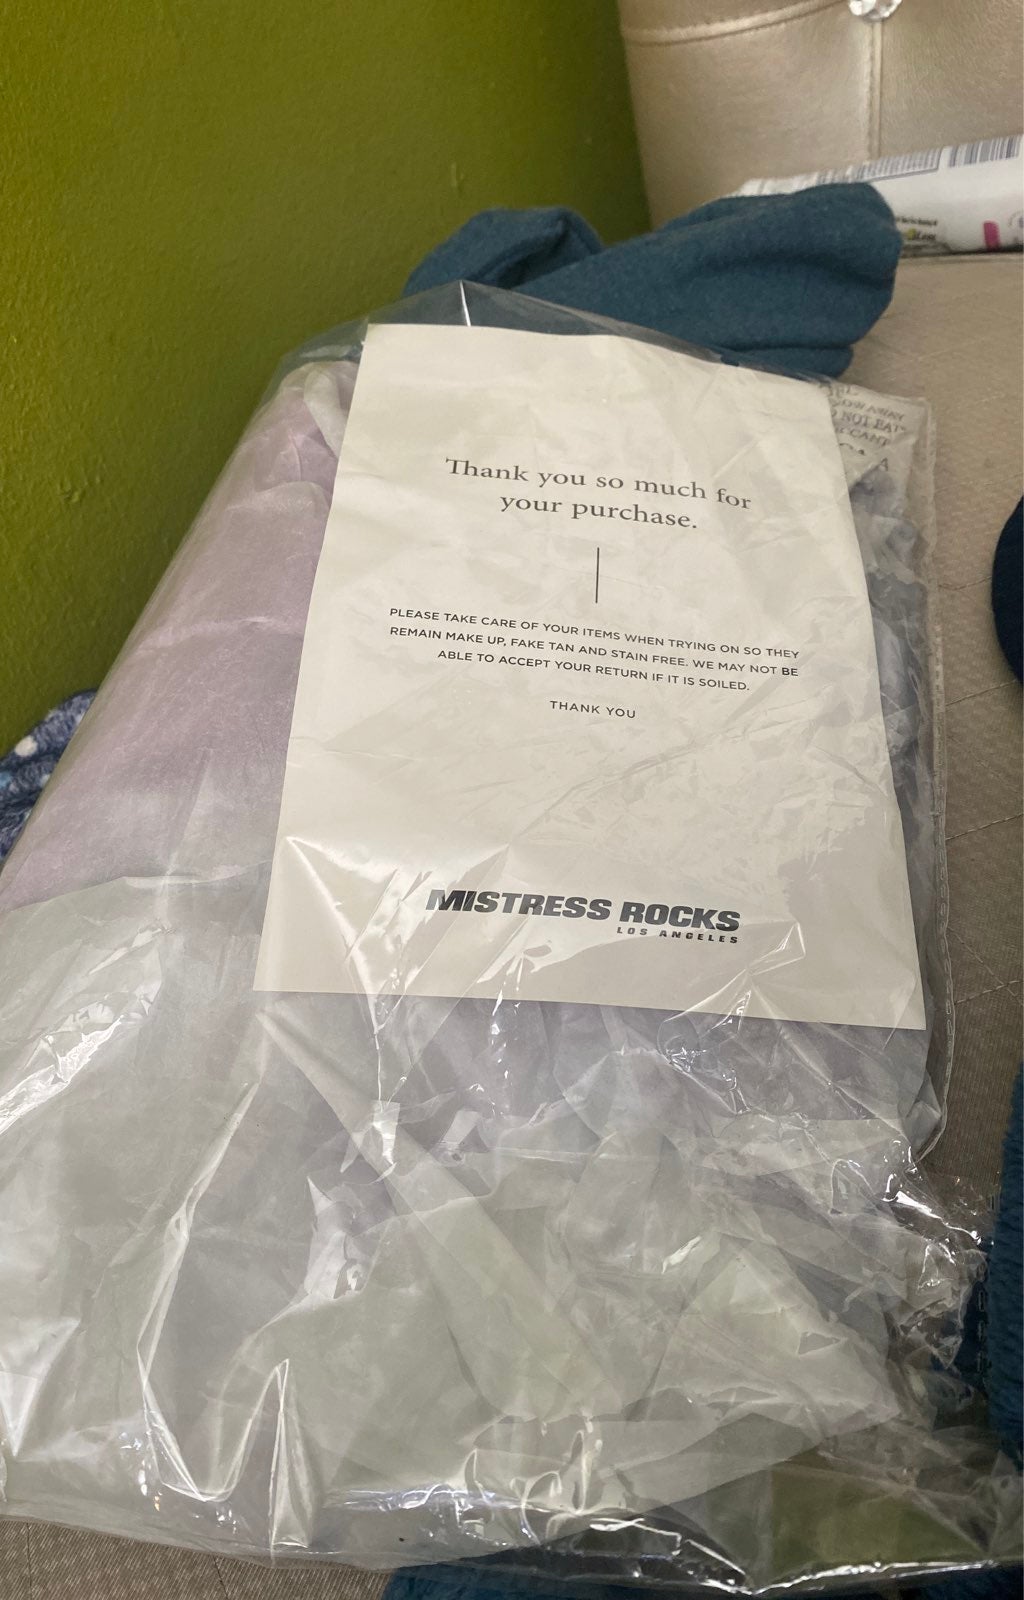 Thank you so much for
your purchase.
PLEASE TAKE CARE OF YOUR ITEMS WHEN TRYING ON SO THEY
REMAIN MAKE UP, FAKE TAN AND STAIN FREE. WE MAY NOT BE
ABLE TO ACCEPT YOUR RETURN IF IT IS SOILED.
THANK YOU
MISTRESS ROCKS
LOS ANGELES
NOT EAT"